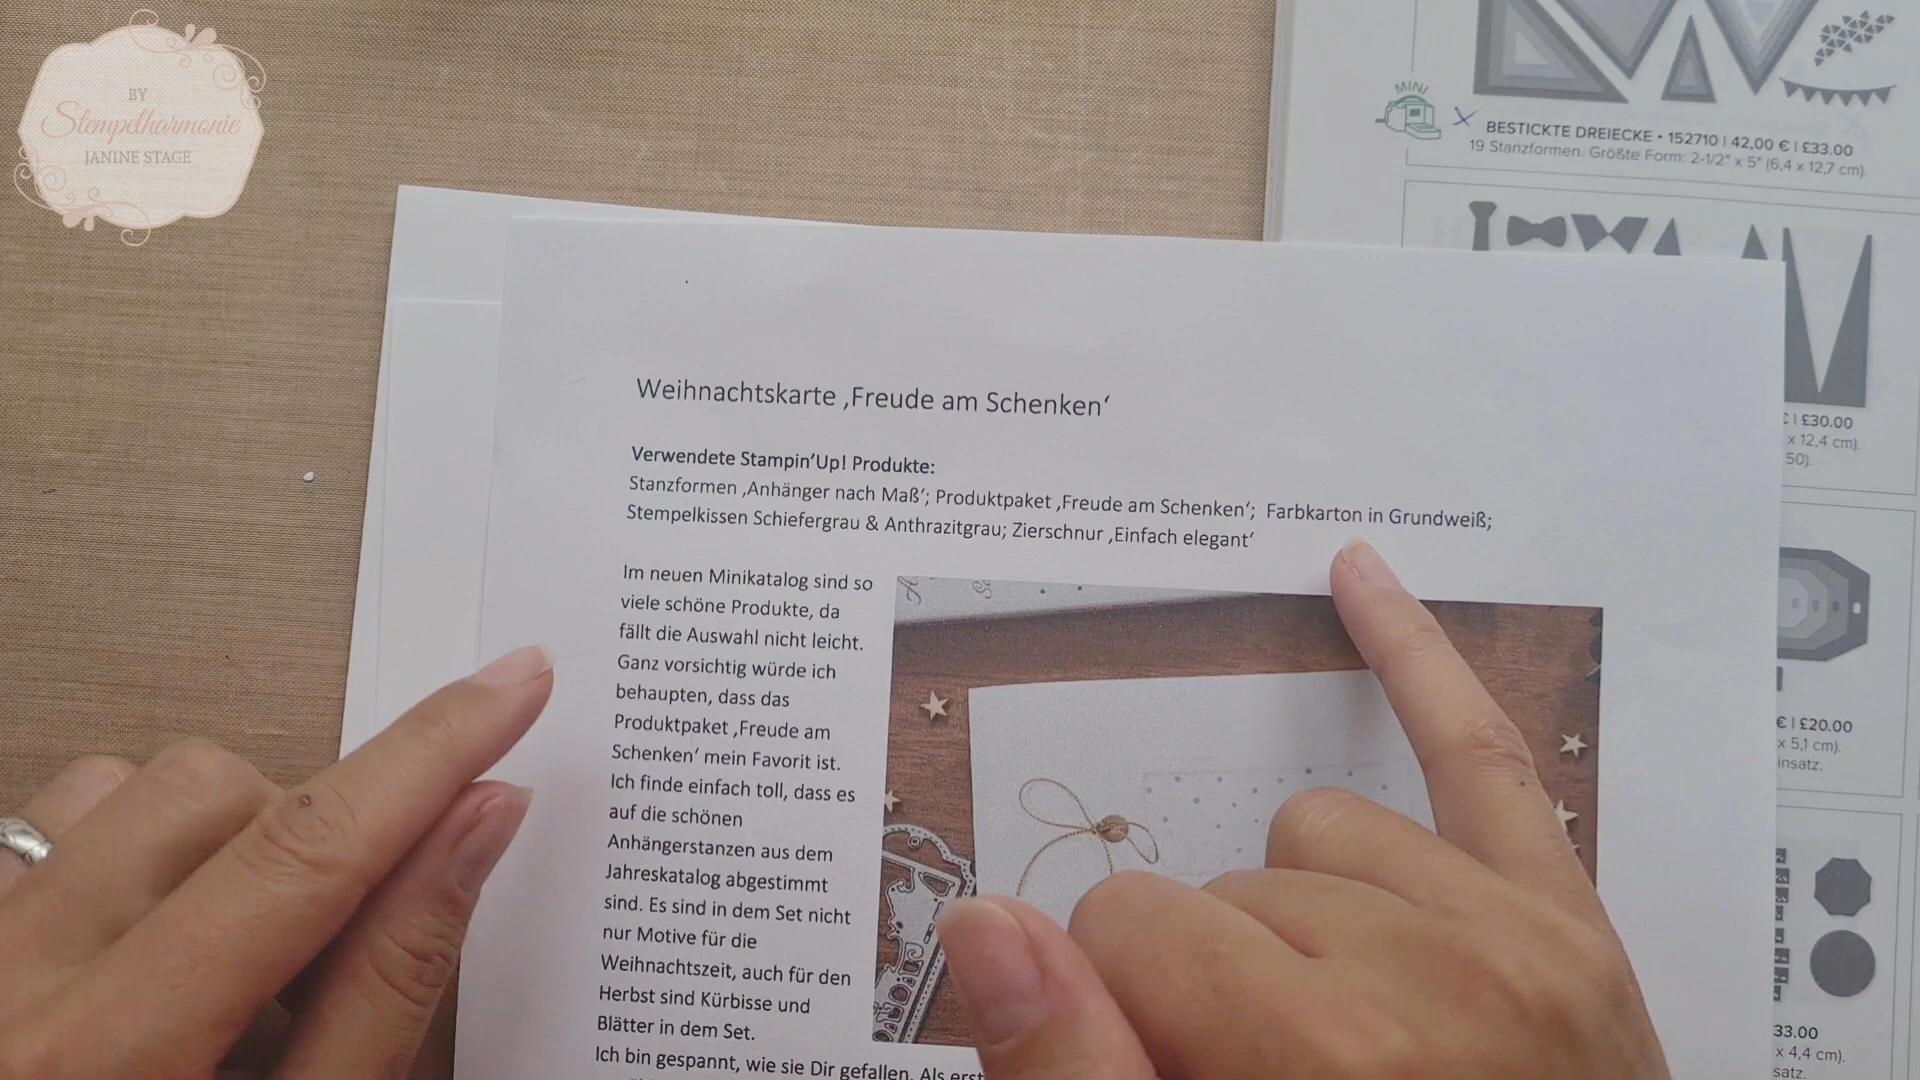 BY
Stempelharmonie
JANINE STAGE
MINI
BESTICKTE DREIECKE • 152710 | 42,00 € | £33.00
19 Stanzformen. Größte Form: 2-1/2" x 5" (6,4 x 12,7 cm).
€ | £30.00
x 12,4 cm).
50).
€ | £20.00
x 5,1 cm).
insatz.
33.00
x 4,4 cm).
satz.
Weihnachtskarte ‚Freude am Schenken‘
Verwendete Stampin’Up! Produkte:
Stanzformen ‚Anhänger nach Maß‘; Produktpaket ‚Freude am Schenken‘; Farbkarton in Grundweiß;
Stempelkissen Schiefergrau & Anthrazitgrau; Zierschnur ‚Einfach elegant‘
Im neuen Minikatalog sind so
viele schöne Produkte, da
fällt die Auswahl nicht leicht.
Ganz vorsichtig würde ich
behaupten, dass das
Produktpaket ‚Freude am
Schenken‘ mein Favorit ist.
Ich finde einfach toll, dass es
auf die schönen
Anhängerstanzen aus dem
Jahreskatalog abgestimmt
sind. Es sind in dem Set nicht
nur Motive für die
Weihnachtszeit, auch für den
Herbst sind Kürbisse und
Blätter in dem Set.
Ich bin gespannt, wie sie Dir gefallen. Als erst